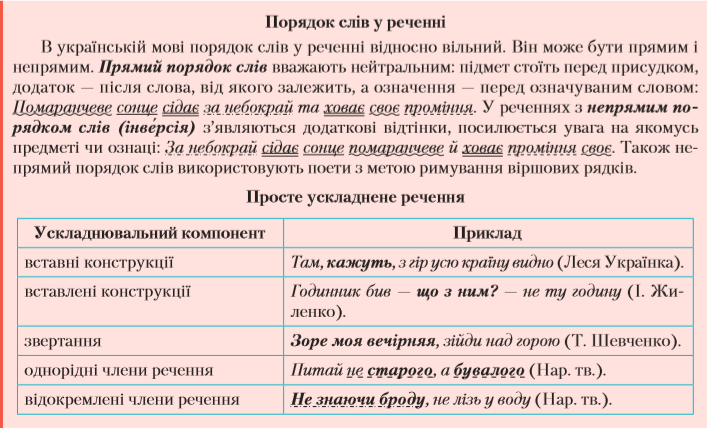 Порядок слів у реченні
В українській мові порядок слів у реченні відносно вільний. Він може бути прямим і
непрямим. Прямий порядок слів вважають нейтральним: підмет стоїть перед присудком,
додаток — після слова, від якого залежить, а означення — перед означуваним словом:
Помаранчеве сонце сідає за небокрай та ховає своє проміння. У реченнях з непрямим по-
рядком слів (інве́рсія) з’являються додаткові відтінки, посилюється увага на якомусь
предметі чи ознаці: За небокрай сідає сонце помаранчеве й ховає проміння своє. Також не-
прямий порядок слів використовують поети з метою римування віршових рядків.
Просте ускладнене речення
Ускладнювальний компонент Приклад
вставні конструкції Там, кажуть, з гір усю країну видно (Леся Українка).
вставлені конструкції Годинник бив — що з ним? — не ту годину (І. Жи-
ленко).
звертання Зоре моя вечірняя, зійди над горою (Т. Шевченко).
однорідні члени речення Питай не старого, а бувалого (Нар. тв.).
відокремлені члени речення Не знаючи броду, не лізь у воду (Нар. тв.).